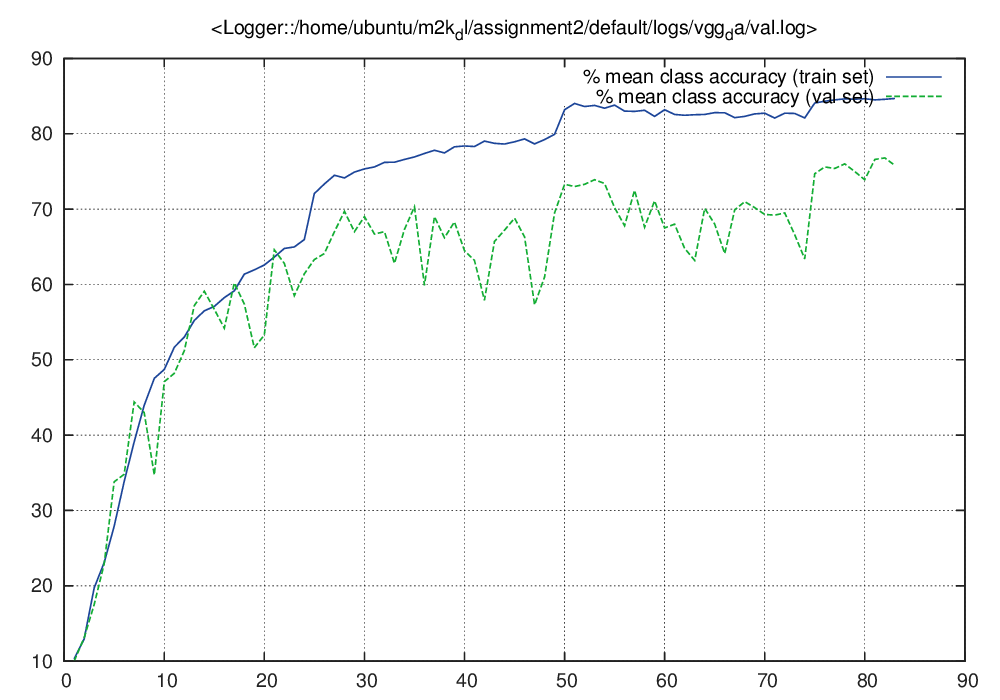 <Logger::/home/ubuntu/m2kdl/assignment2/default/logs/vggda/val.log>
90
% mean class accuracy (train set)
% mean class accuracy (val set)
80
70
60
50
40
30
20
10
0 10 20 30 40 50 60 70 80 90